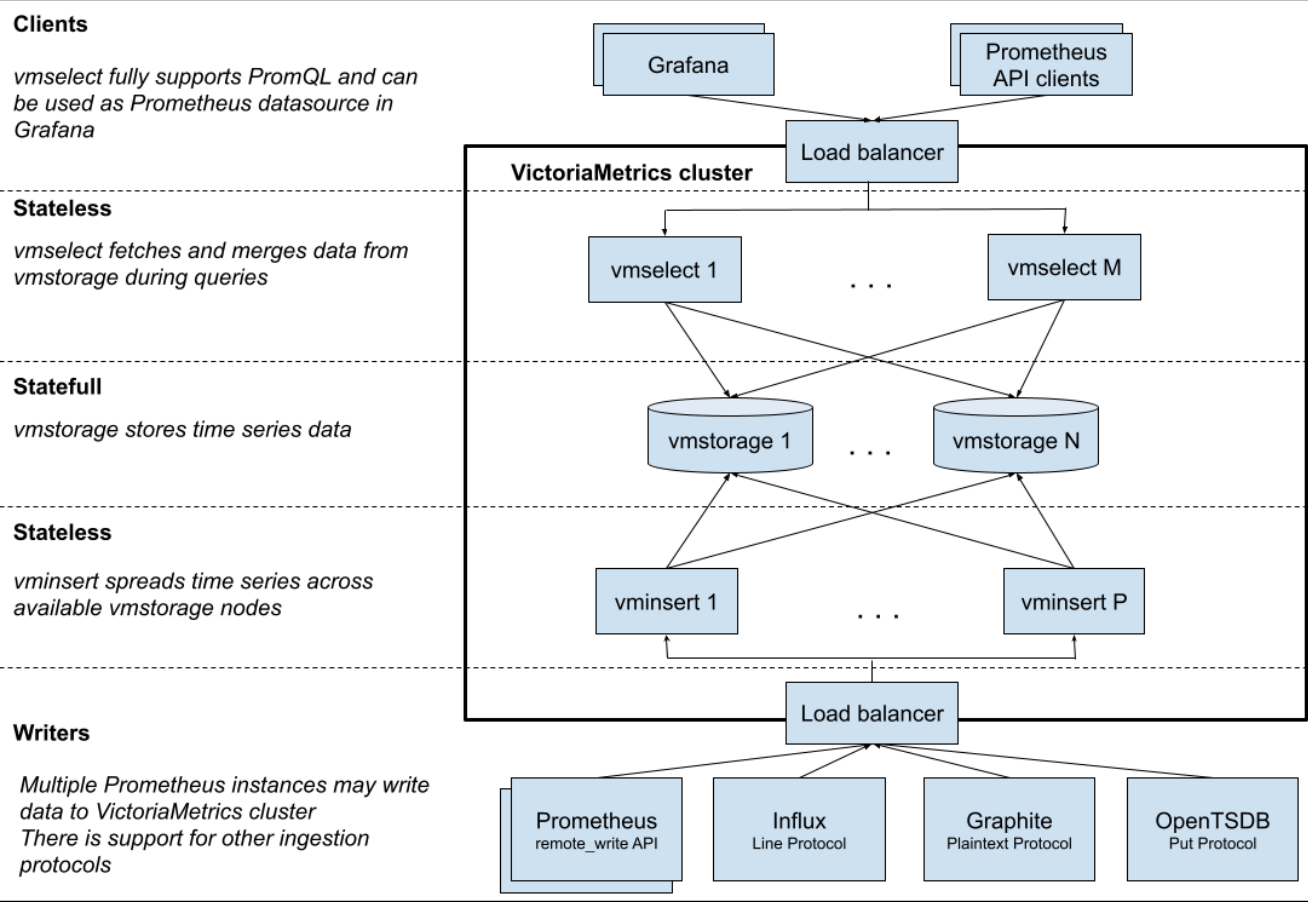 Clients
vmselect fully supports PromQL and can
be used as Prometheus datasource in
Grafana
Grafana
Prometheus
API clients
Load balancer
VictoriaMetrics cluster
Stateless
vmselect fetches and merges data from
vmstorage during queries
vmselect 1
. . .
vmselect M
Statefull
vmstorage stores time series data
vmstorage 1
. . .
vmstorage N
Stateless
vminsert spreads time series across
available vmstorage nodes
vminsert 1
. . .
vminsert P
Load balancer
Writers
Multiple Prometheus instances may write
data to VictoriaMetrics cluster
There is support for other ingestion
protocols
Prometheus
remote_write API
Influx
Line Protocol
Graphite
Plaintext Protocol
OpenTSDB
Put Protocol